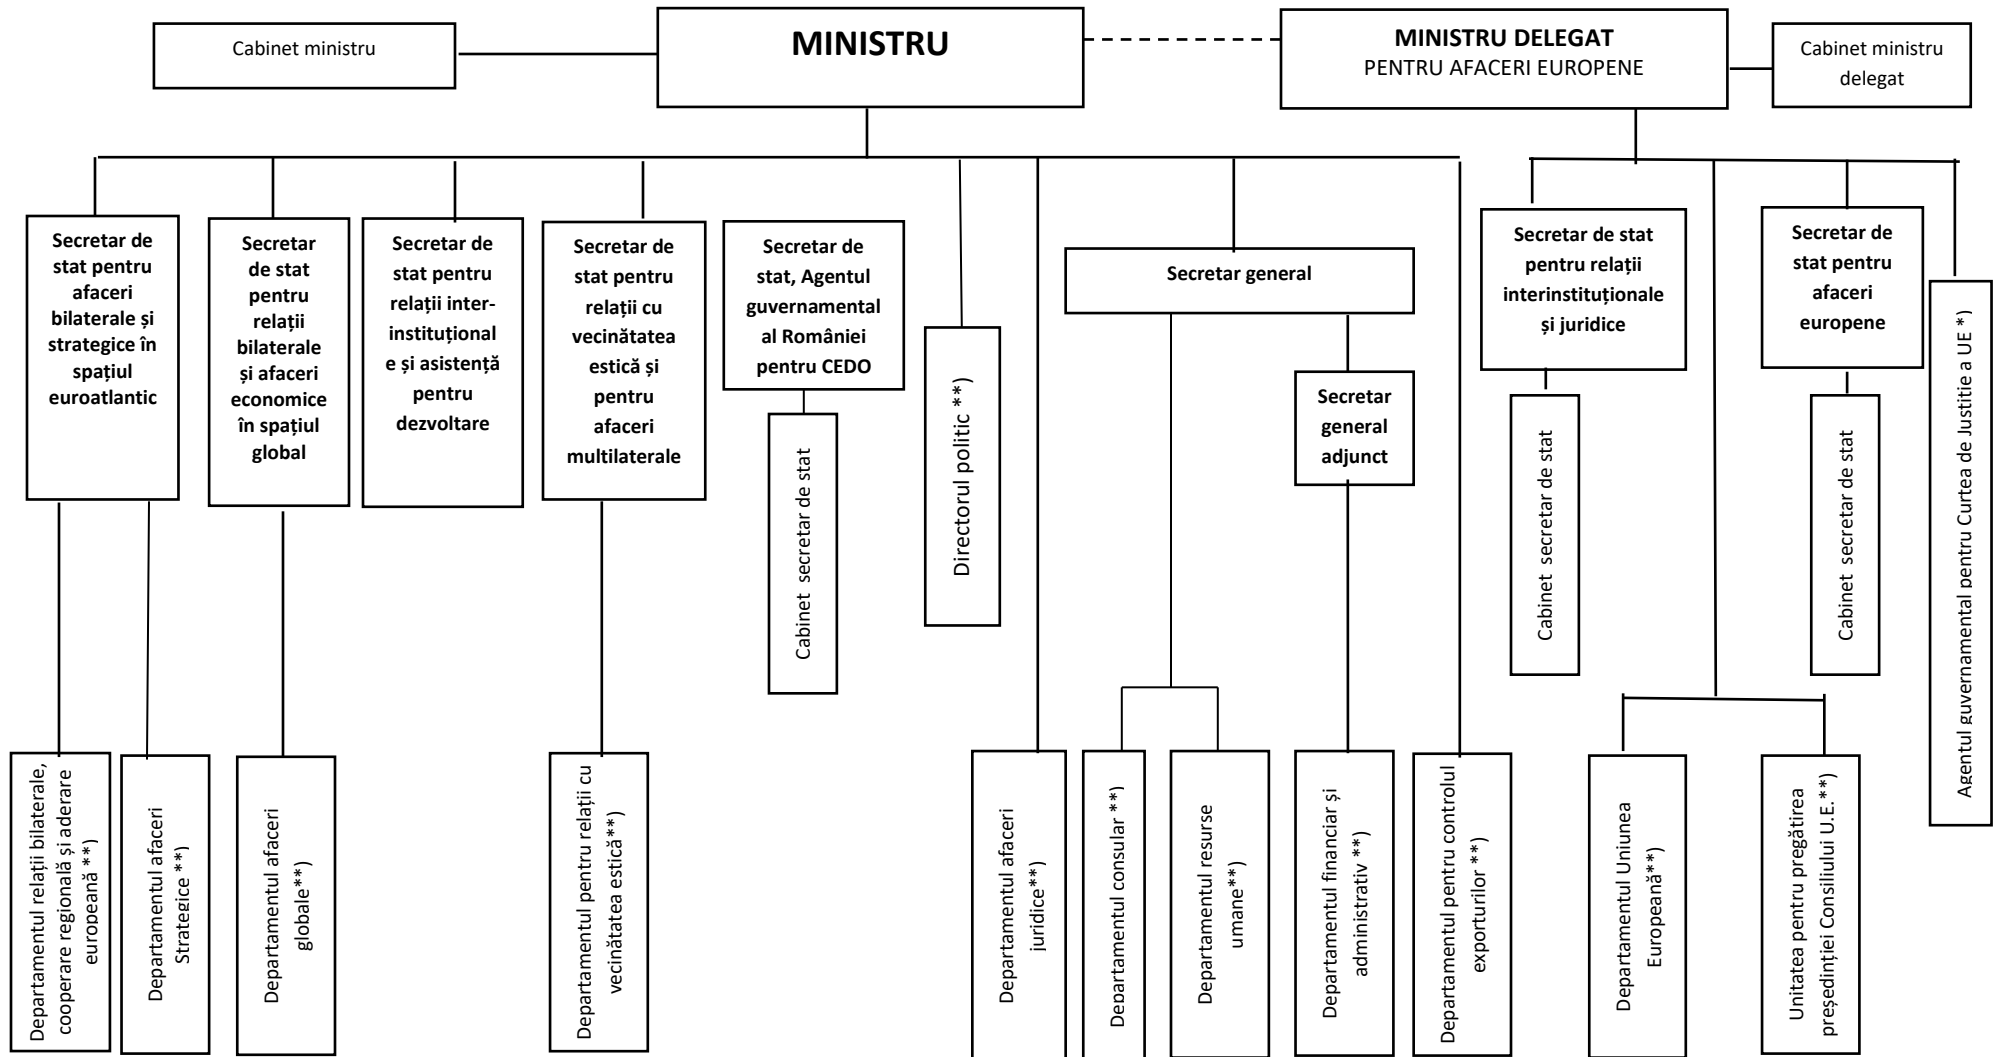 Cabinet ministru
MINISTRU
MINISTRU DELEGAT
PENTRU AFACERI EUROPENE
Cabinet ministru
delegat
Secretar de
stat pentru
afaceri
bilaterale și
strategice în
spațiul
euroatlantic
Secretar
de stat
pentru
relații
bilaterale
și afaceri
economice
în spațiul
global
Secretar de
stat pentru
relații inter-
instituțional
e și asistență
pentru
dezvoltare
Secretar de
stat pentru
relații cu
vecinătatea
estică și
pentru
afaceri
multilaterale
Secretar de
stat, Agentul
guvernamental
al României
pentru CEDO
Cabinet secretar de stat
Directorul politic **)
Secretar general
Secretar
general
adjunct
Secretar de stat
pentru relații
interinstituționale
și juridice
Cabinet secretar de stat
Secretar de
stat pentru
afaceri
europene
Cabinet secretar de stat
Agentul guvernamental pentru Curtea de Justitie a UE *)
Departamentul relații bilaterale,
cooperare regională și aderare
europeană **)
Departamentul afaceri
Strategice **)
Departamentul afaceri
globale**)
Departamentul pentru relații cu
vecinătatea estică**)
Departamentul afaceri
juridice**)
Departamentul consular **)
Departamentul resurse
umane**)
Departamentul financiar și
administrativ **)
Departamentul pentru controlul
exporturilor **)
Departamentul Uniunea
Europeană**)
Unitatea pentru pregătirea
președinției Consiliului U.E.**)